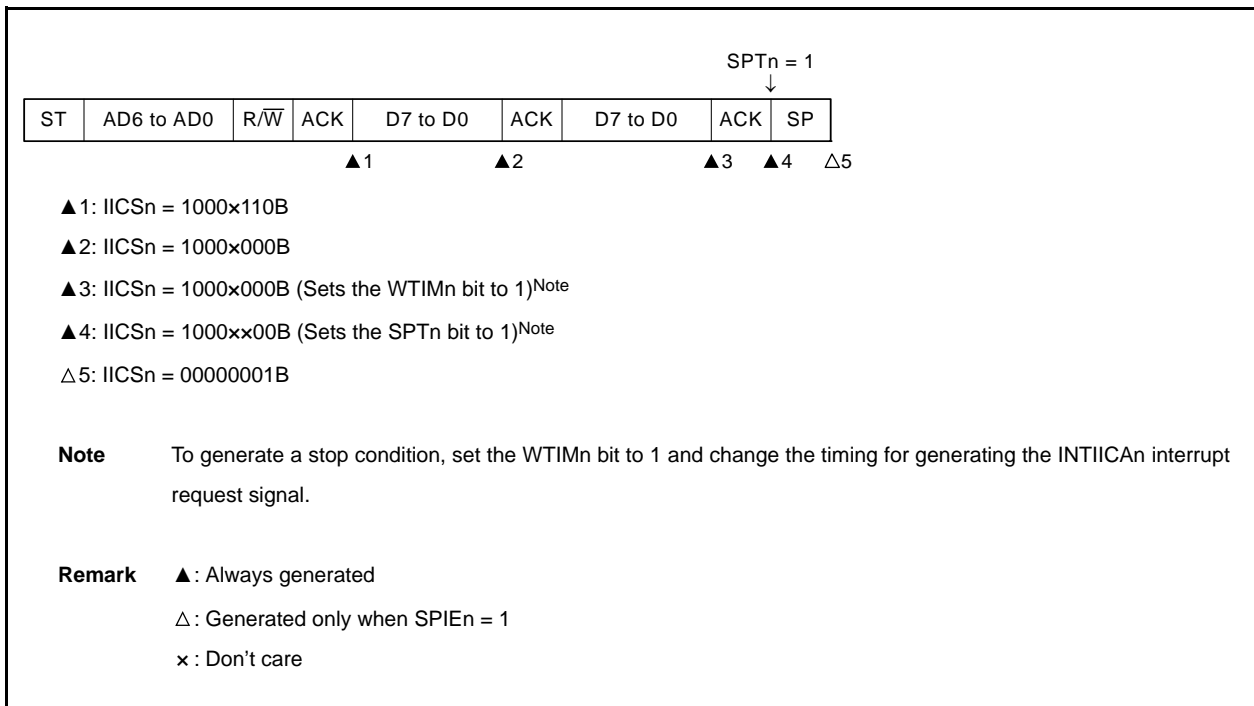 SPTn = 1
↓
ST AD6 to AD0 R/W̅ ACK D7 to D0 ACK D7 to D0 ACK SP
▲1 ▲2 ▲3 ▲4 △5
▲1: IICSn = 1000×110B
▲2: IICSn = 1000×000B
▲3: IICSn = 1000×000B (Sets the WTIMn bit to 1)Note
▲4: IICSn = 1000××00B (Sets the SPTn bit to 1)Note
△5: IICSn = 00000001B
Note To generate a stop condition, set the WTIMn bit to 1 and change the timing for generating the INTIICAn interrupt
request signal.
Remark ▲: Always generated
△: Generated only when SPIEn = 1
×: Don't care